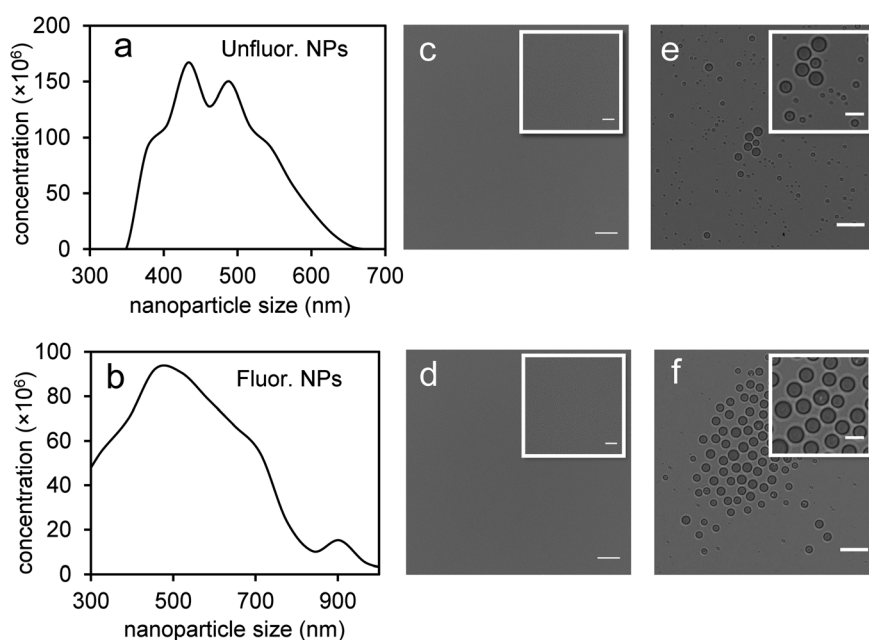 a
Unfluor. NPs
concentration (×10⁶)
200
150
100
50
0
300 400 500 600 700
nanoparticle size (nm)
c
e
b
Fluor. NPs
concentration (×10⁶)
100
80
60
40
20
0
300 500 700 900
nanoparticle size (nm)
d
f